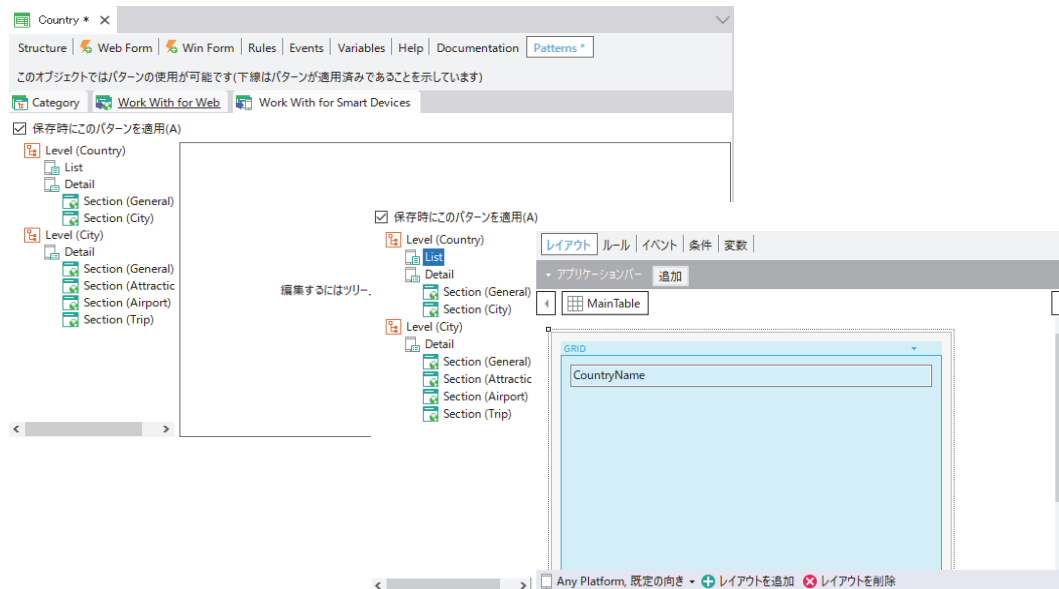 Country *
Structure Web Form Win Form Rules Events Variables Help Documentation Patterns *
このオブジェクトではパターンの使用が可能です(下線はパターンが適用済みであることを示しています)
Category Work With for Web Work With for Smart Devices
保存時にこのパターンを適用(A)
Level (Country)
List
Detail
Section (General)
Section (City)
Level (City)
Detail
Section (General)
Section (Attractic
Section (Airport)
Section (Trip)
編集するにはツリー
保存時にこのパターンを適用(A)
Level (Country)
List
Detail
Section (General)
Section (City)
Level (City)
Detail
Section (General)
Section (Attractic
Section (Airport)
Section (Trip)
レイアウト ルール イベント 条件 変数
アプリケーションバー 追加
MainTable
GRID
CountryName
Any Platform, 既定の向き レイアウトを追加 レイアウトを削除